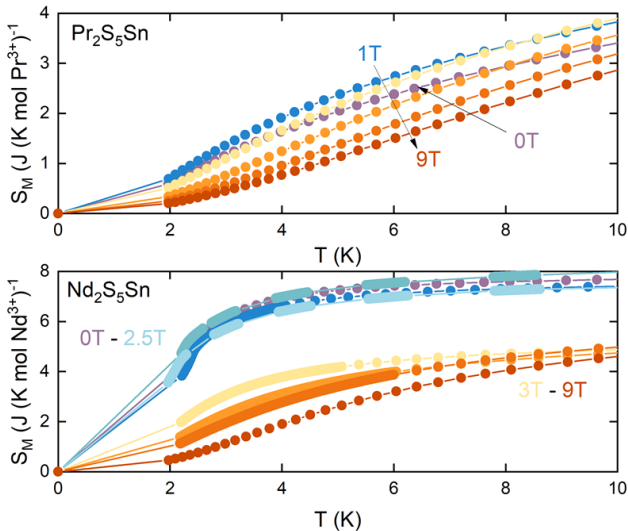 4
Pr₂S₅Sn
3
1T
2
0T
1
9T
0
S_M (J (K mol Pr³⁺)⁻¹
0 2 4 6 8 10
T (K)
8
Nd₂S₅Sn
6
0T - 2.5T
4
3T - 9T
2
0
S_M (J (K mol Nd³⁺)⁻¹
0 2 4 6 8 10
T (K)